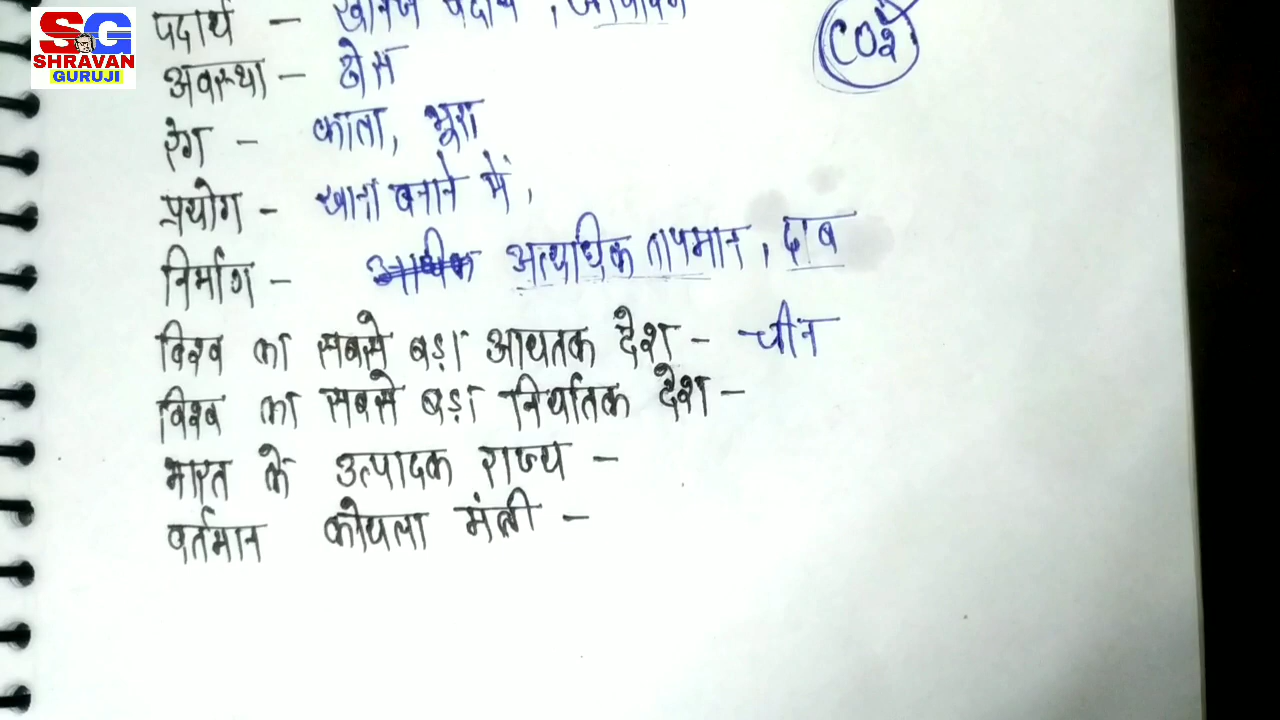 SG
SHRAVAN
GURUJI
पदार्थ - खनिज पदार्थ,
CO2
अवस्था - ठोस
रंग - काला, भूरा
प्रयोग - खाना बनाने में,
निर्माण - अत्यधिक तापमान, दाब
विश्व का सबसे बड़ा आयातक देश - चीन
विश्व का सबसे बड़ा निर्यातक देश -
भारत के उत्पादक राज्य -
वर्तमान कोयला मंत्री -